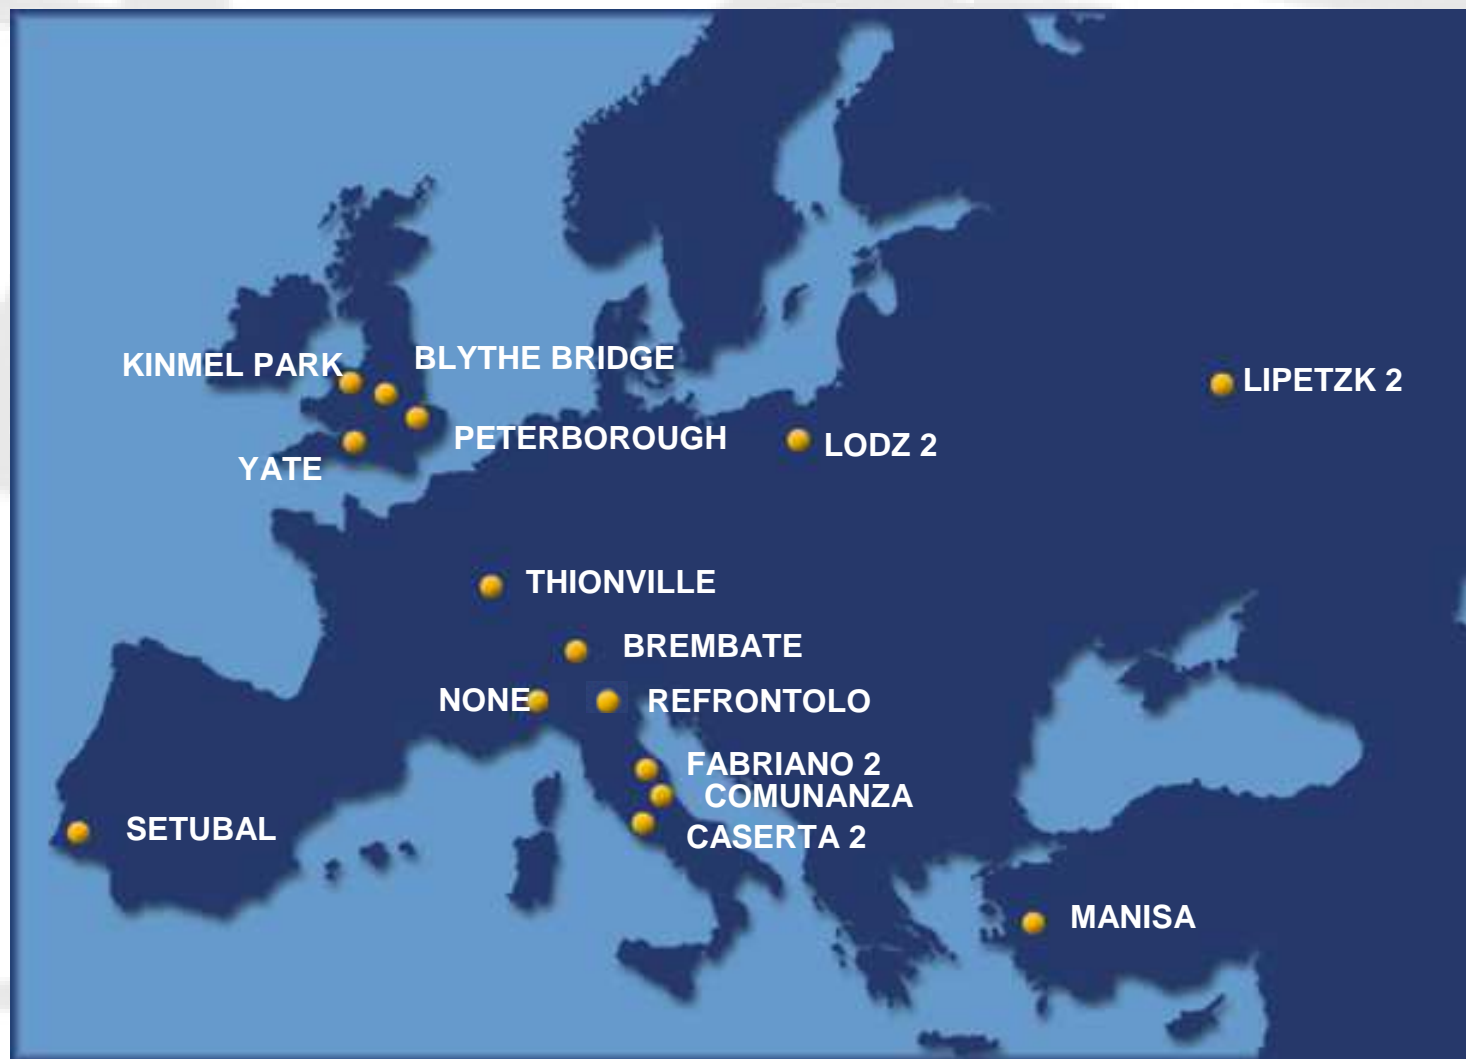 KINMEL PARK
BLYTHE BRIDGE
LIPETZK 2
PETERBOROUGH
LODZ 2
YATE
THIONVILLE
BREMBATE
NONE
REFRONTOLO
FABRIANO 2
COMUNANZA
SETUBAL
CASERTA 2
MANISA